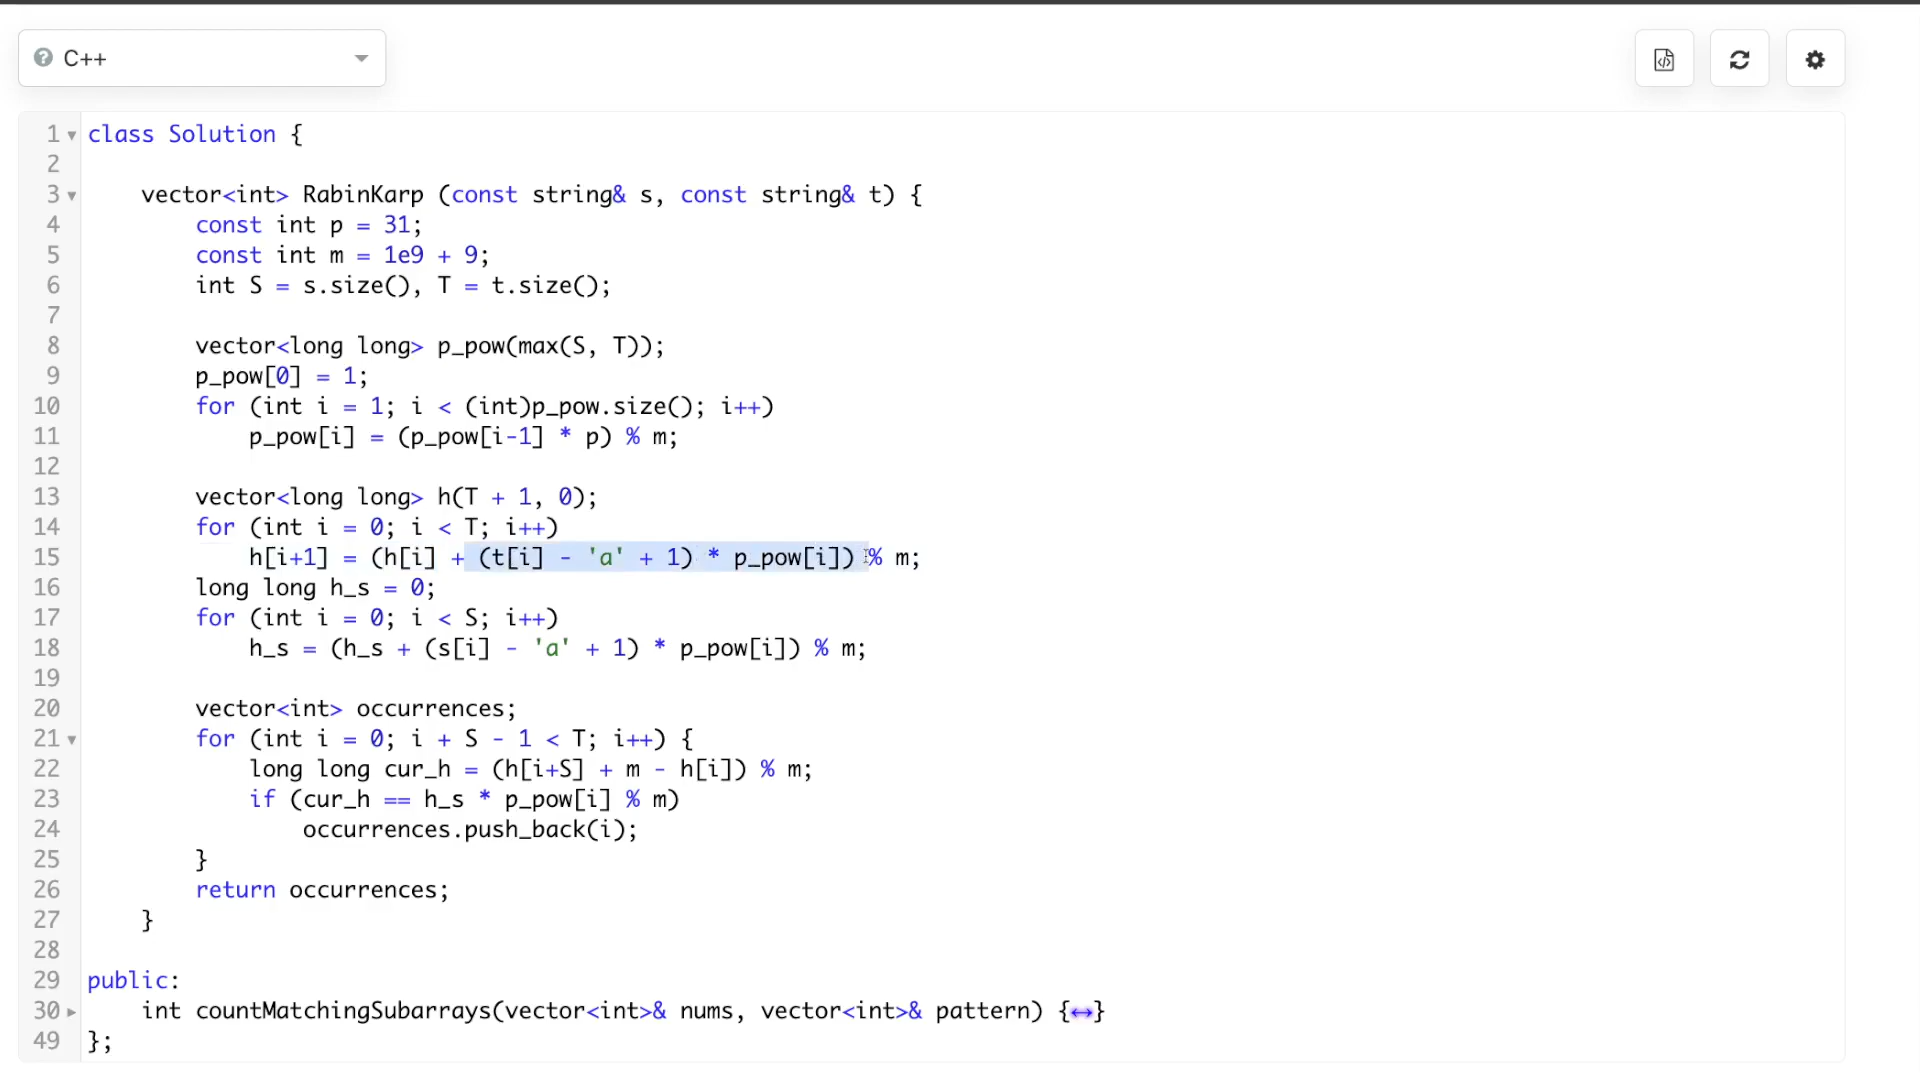 C++
1 class Solution {
2
3     vector<int> RabinKarp (const string& s, const string& t) {
4         const int p = 31;
5         const int m = 1e9 + 9;
6         int S = s.size(), T = t.size();
7
8         vector<long long> p_pow(max(S, T));
9         p_pow[0] = 1;
10         for (int i = 1; i < (int)p_pow.size(); i++)
11             p_pow[i] = (p_pow[i-1] * p) % m;
12
13         vector<long long> h(T + 1, 0);
14         for (int i = 0; i < T; i++)
15             h[i+1] = (h[i] + (t[i] - 'a' + 1) * p_pow[i]) % m;
16         long long h_s = 0;
17         for (int i = 0; i < S; i++)
18             h_s = (h_s + (s[i] - 'a' + 1) * p_pow[i]) % m;
19
20         vector<int> occurrences;
21         for (int i = 0; i + S - 1 < T; i++) {
22             long long cur_h = (h[i+S] + m - h[i]) % m;
23             if (cur_h == h_s * p_pow[i] % m)
24                 occurrences.push_back(i);
25         }
26         return occurrences;
27     }
28
29 public:
30     int countMatchingSubarrays(vector<int>& nums, vector<int>& pattern) {↔}
49 };